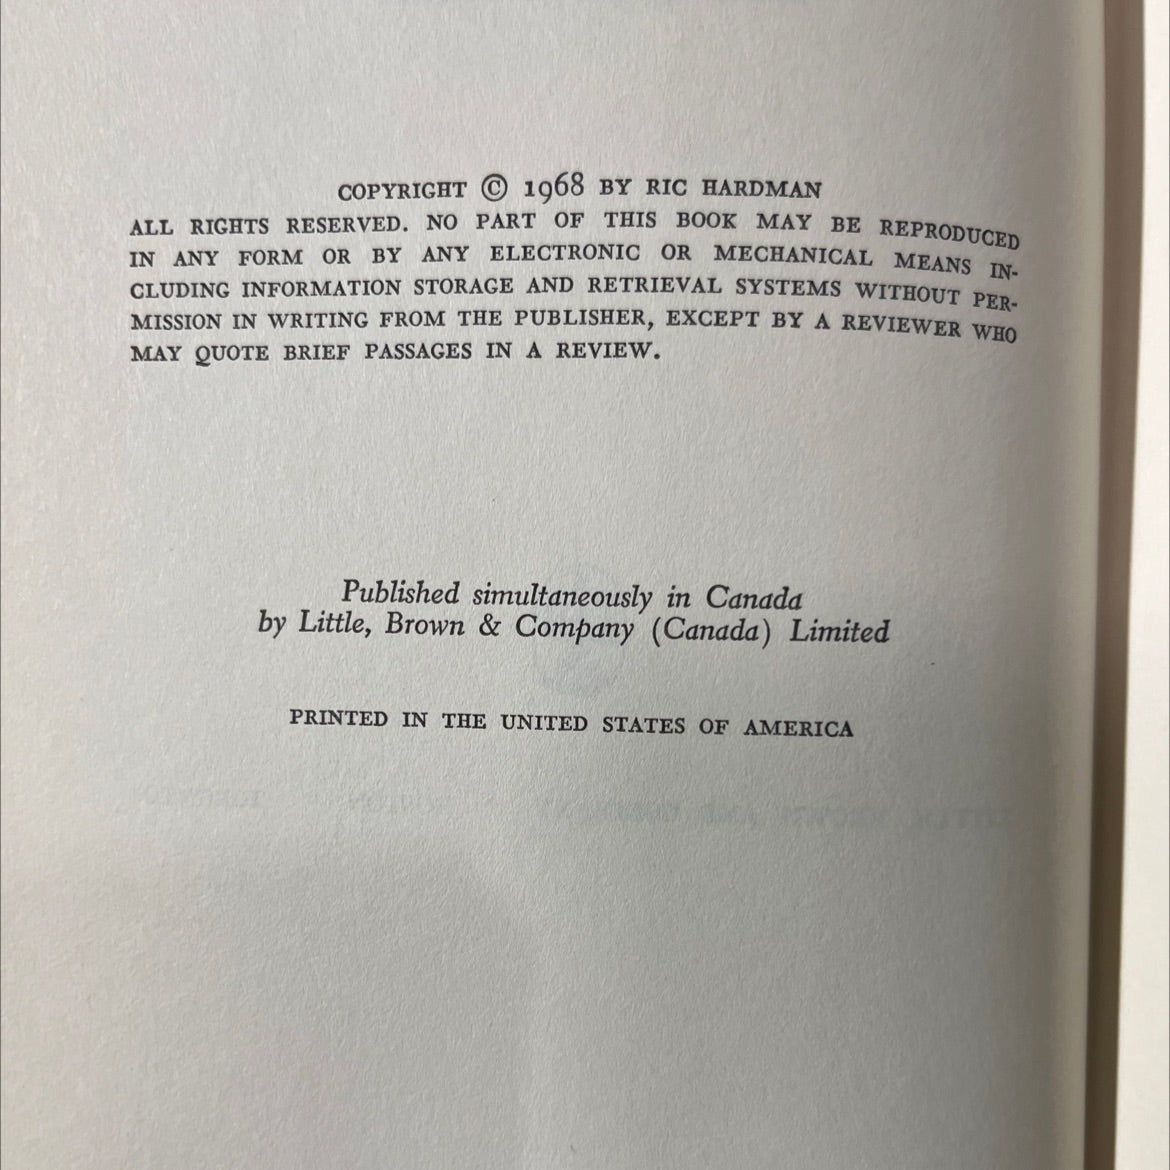 COPYRIGHT © 1968 BY RIC HARDMAN
ALL RIGHTS RESERVED. NO PART OF THIS BOOK MAY BE REPRODUCED
IN ANY FORM OR BY ANY ELECTRONIC OR MECHANICAL MEANS IN-
CLUDING INFORMATION STORAGE AND RETRIEVAL SYSTEMS WITHOUT PER-
MISSION IN WRITING FROM THE PUBLISHER, EXCEPT BY A REVIEWER WHO
MAY QUOTE BRIEF PASSAGES IN A REVIEW.
Published simultaneously in Canada
by Little, Brown & Company (Canada) Limited
PRINTED IN THE UNITED STATES OF AMERICA